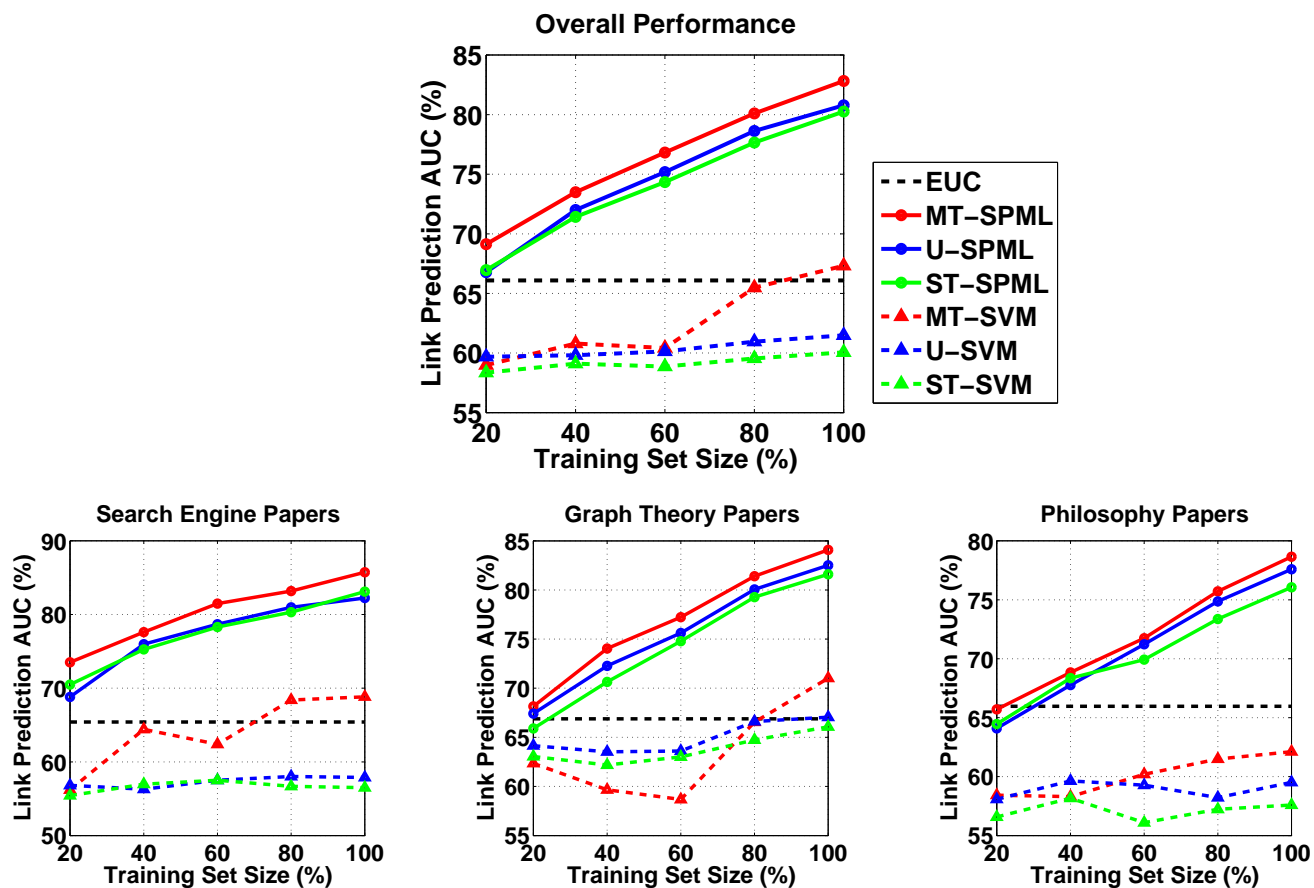 Overall Performance
85
80
75
70
65
60
55
Link Prediction AUC (%)
20 40 60 80 100
Training Set Size (%)
EUC
MT-SPML
U-SPML
ST-SPML
MT-SVM
U-SVM
ST-SVM
Search Engine Papers
90
80
70
60
50
Link Prediction AUC (%)
20 40 60 80 100
Training Set Size (%)
Graph Theory Papers
85
80
75
70
65
60
55
Link Prediction AUC (%)
20 40 60 80 100
Training Set Size (%)
Philosophy Papers
80
75
70
65
60
55
Link Prediction AUC (%)
20 40 60 80 100
Training Set Size (%)